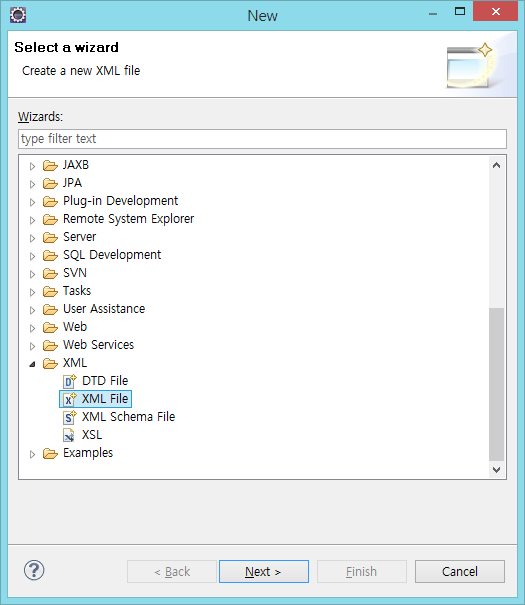 New
Select a wizard
Create a new XML file
Wizards:
type filter text
JAXB
JPA
Plug-in Development
Remote System Explorer
Server
SQL Development
SVN
Tasks
User Assistance
Web
Web Services
XML
DTD File
XML File
XML Schema File
XSL
Examples
< Back Next > Finish Cancel